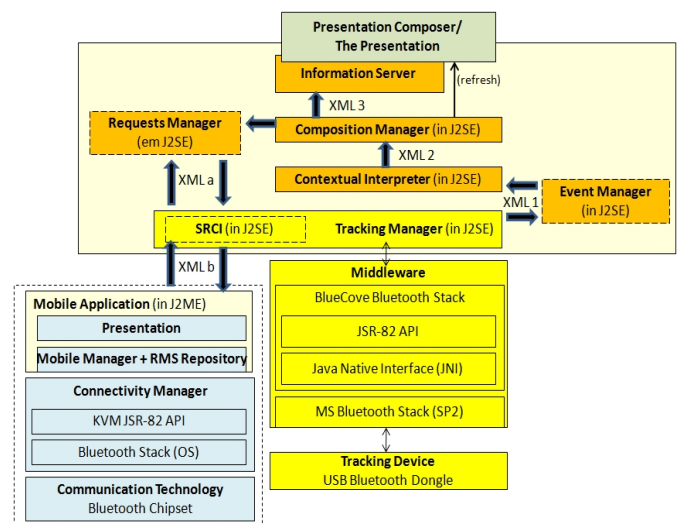 Presentation Composer/
The Presentation
Information Server
(refresh)
XML 3
Requests Manager
(em J2SE)
Composition Manager (in J2SE)
XML 2
XML a
Contextual Interpreter (in J2SE)
Event Manager
(in J2SE)
XML 1
SRCI (in J2SE)
Tracking Manager (in J2SE)
XML b
Middleware
BlueCove Bluetooth Stack
JSR-82 API
Java Native Interface (JNI)
MS Bluetooth Stack (SP2)
Tracking Device
USB Bluetooth Dongle
Mobile Application (in J2ME)
Presentation
Mobile Manager + RMS Repository
Connectivity Manager
KVM JSR-82 API
Bluetooth Stack (OS)
Communication Technology
Bluetooth Chipset